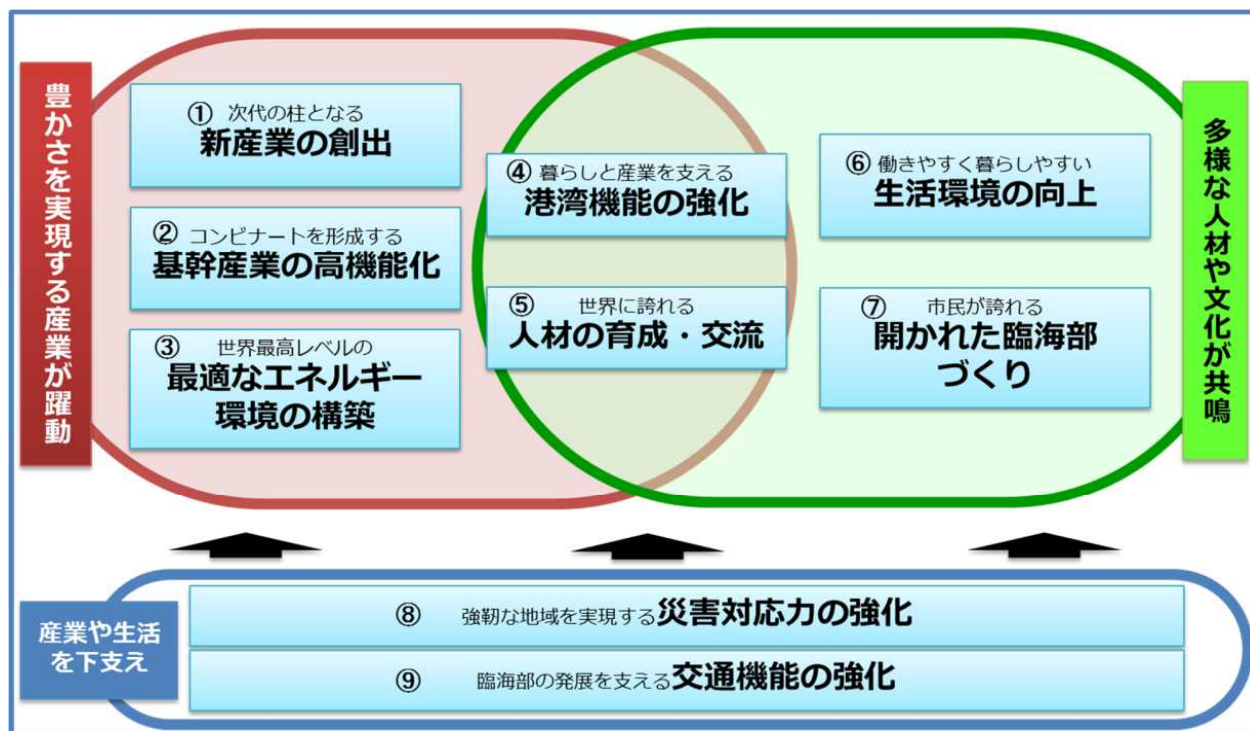 豊かさを実現する産業が躍動
① 次代の柱となる
新産業の創出
② コンビナートを形成する
基幹産業の高機能化
③ 世界最高レベルの
最適なエネルギー
環境の構築
④ 暮らしと産業を支える
港湾機能の強化
⑤ 世界に誇れる
人材の育成・交流
⑥ 働きやすく暮らしやすい
生活環境の向上
⑦ 市民が誇れる
開かれた臨海部
づくり
多様な人材や文化が共鳴
産業や生活
を下支え
⑧ 強靭な地域を実現する災害対応力の強化
⑨ 臨海部の発展を支える交通機能の強化